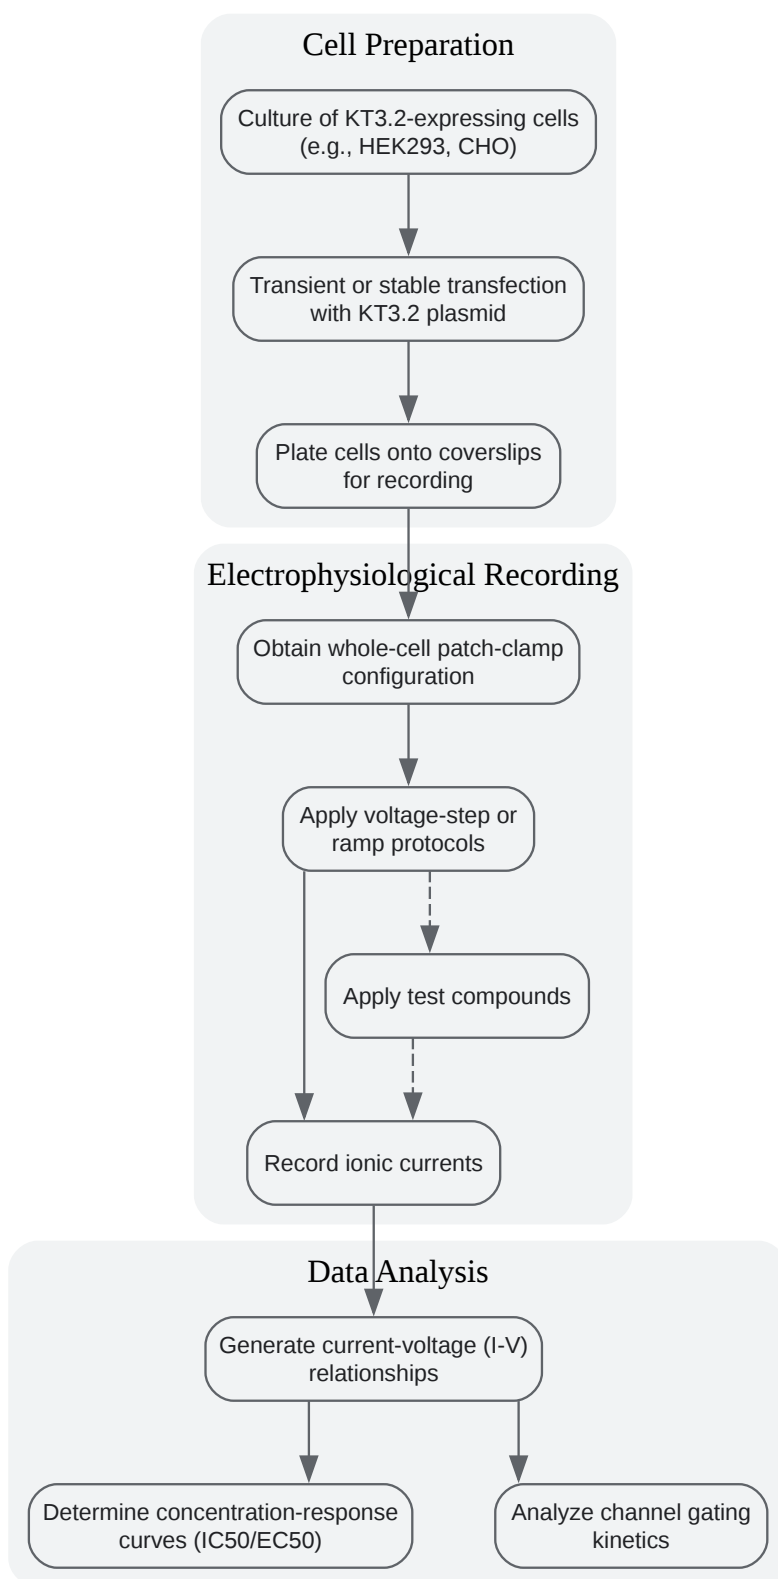 Cell Preparation
Culture of KT3.2-expressing cells
(e.g., HEK293, CHO)
Transient or stable transfection
with KT3.2 plasmid
Plate cells onto coverslips
for recording
Electrophysiological Recording
Obtain whole-cell patch-clamp
configuration
Apply voltage-step or
ramp protocols
Apply test compounds
Record ionic currents
Data Analysis
Generate current-voltage (I-V)
relationships
Determine concentration-response
curves (IC50/EC50)
Analyze channel gating
kinetics